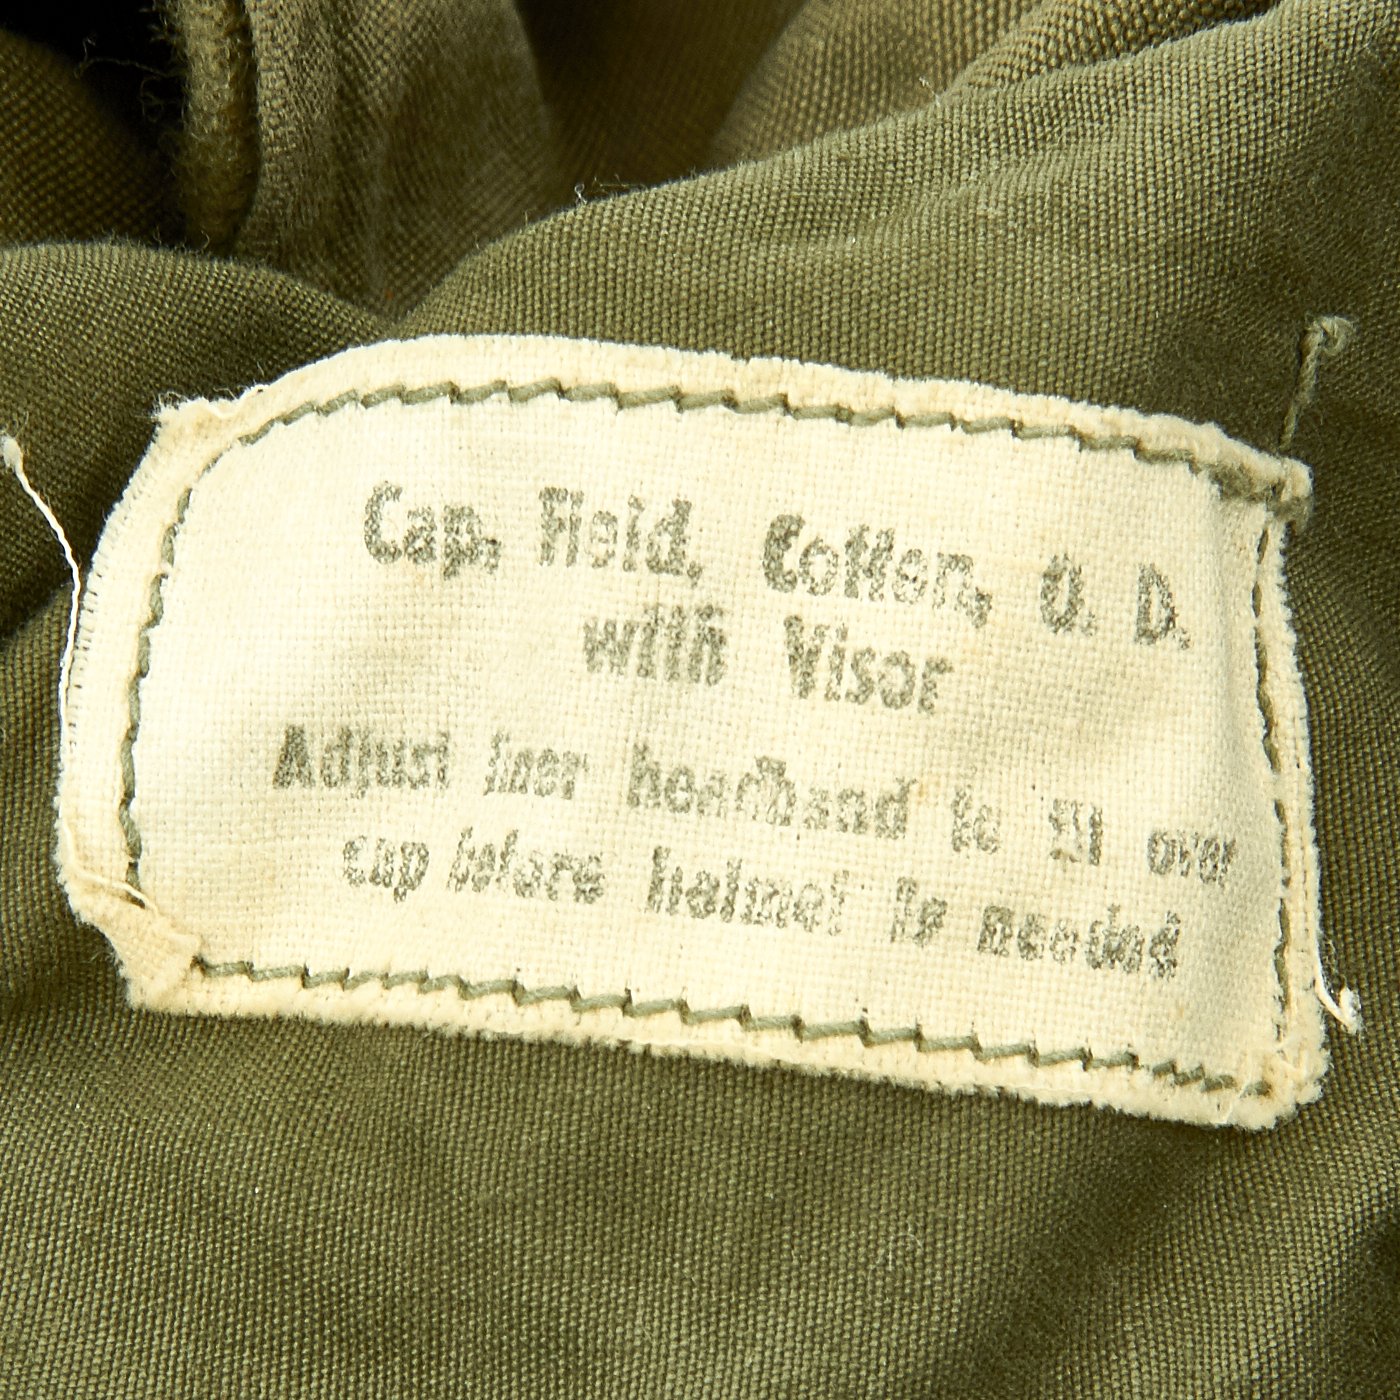 Cap, Field, Cotton, O. D.
with Visor
Adjust liner headband to fit over
cap before helmet is needed